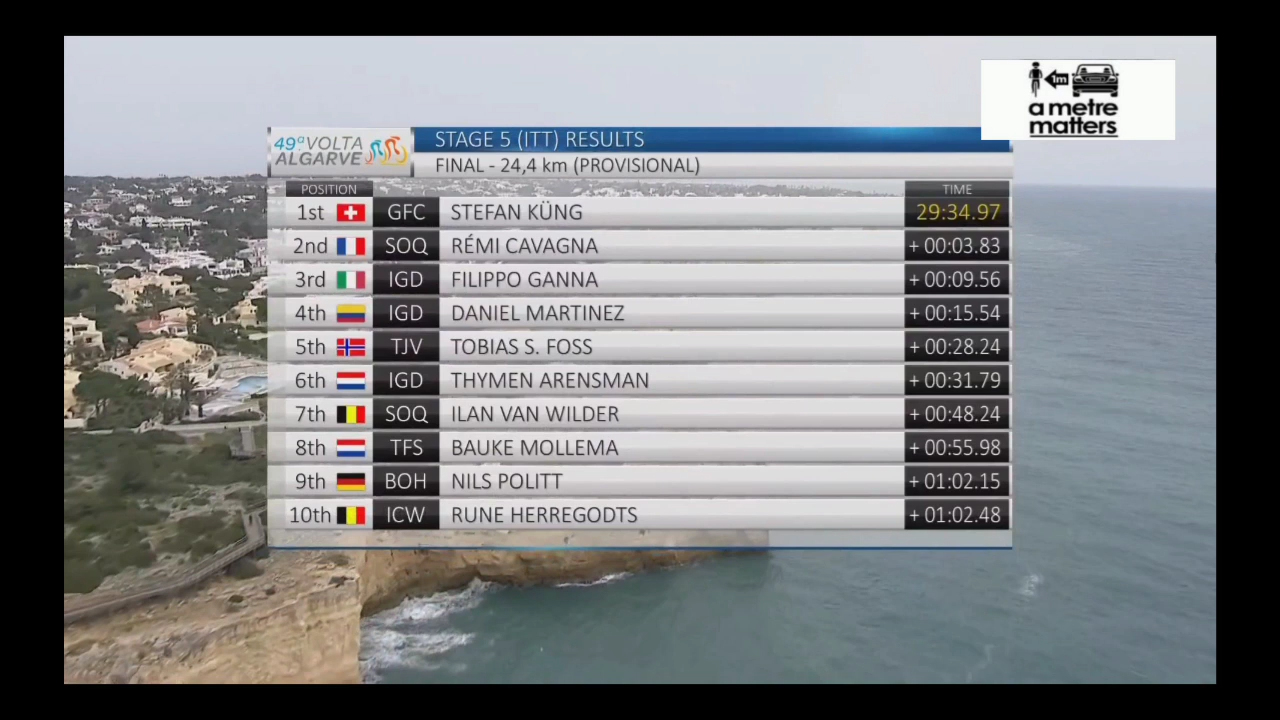 1m
a metre
matters
49ª VOLTA
ALGARVE
STAGE 5 (ITT) RESULTS
FINAL - 24,4 km (PROVISIONAL)
POSITION TIME
1st GFC STEFAN KÜNG 29:34.97
2nd SOQ RÉMI CAVAGNA + 00:03.83
3rd IGD FILIPPO GANNA + 00:09.56
4th IGD DANIEL MARTINEZ + 00:15.54
5th TJV TOBIAS S. FOSS + 00:28.24
6th IGD THYMEN ARENSMAN + 00:31.79
7th SOQ ILAN VAN WILDER + 00:48.24
8th TFS BAUKE MOLLEMA + 00:55.98
9th BOH NILS POLITT + 01:02.15
10th ICW RUNE HERREGODTS + 01:02.48